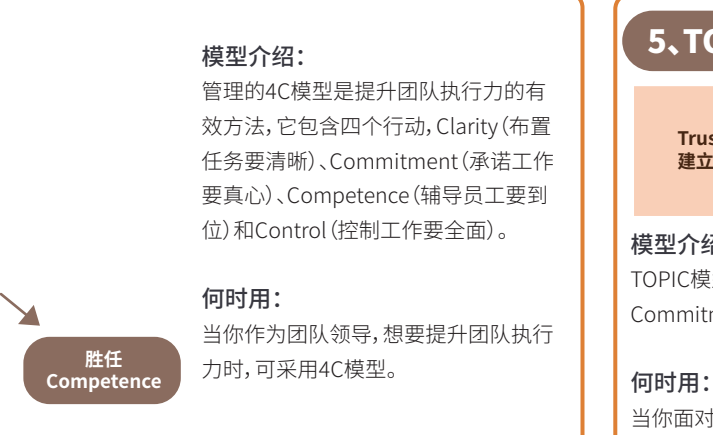 模型介绍：
管理的4C模型是提升团队执行力的有
效方法，它包含四个行动，Clarity（布置
任务要清晰）、Commitment（承诺工作
要真心）、Competence（辅导员工要到
位）和Control（控制工作要全面）。
何时用：
当你作为团队领导，想要提升团队执行
力时，可采用4C模型。
胜任
Competence
5、TO
Trus
建立
模型介绍
TOPIC模
Commitm
何时用：
当你面对